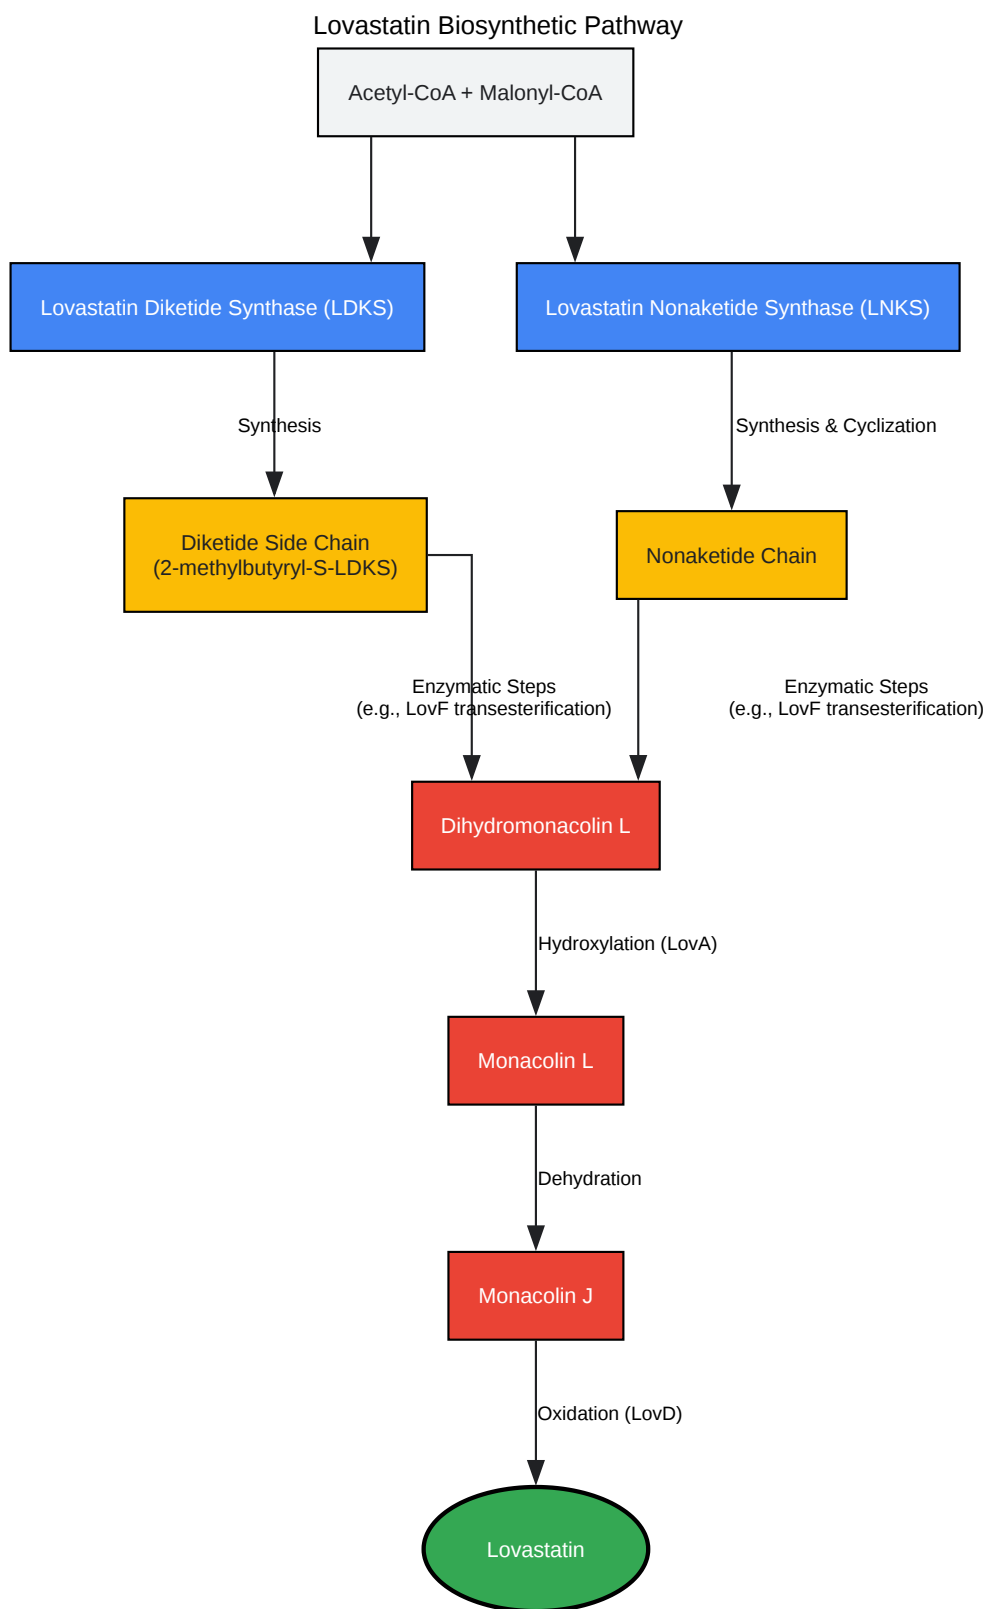 Lovastatin Biosynthetic Pathway
Acetyl-CoA + Malonyl-CoA
Lovastatin Diketide Synthase (LDKS)
Lovastatin Nonaketide Synthase (LNKS)
Synthesis
Synthesis & Cyclization
Diketide Side Chain
(2-methylbutyryl-S-LDKS)
Nonaketide Chain
Enzymatic Steps
(e.g., LovF transesterification)
Enzymatic Steps
(e.g., LovF transesterification)
Dihydromonacolin L
Hydroxylation (LovA)
Monacolin L
Dehydration
Monacolin J
Oxidation (LovD)
Lovastatin